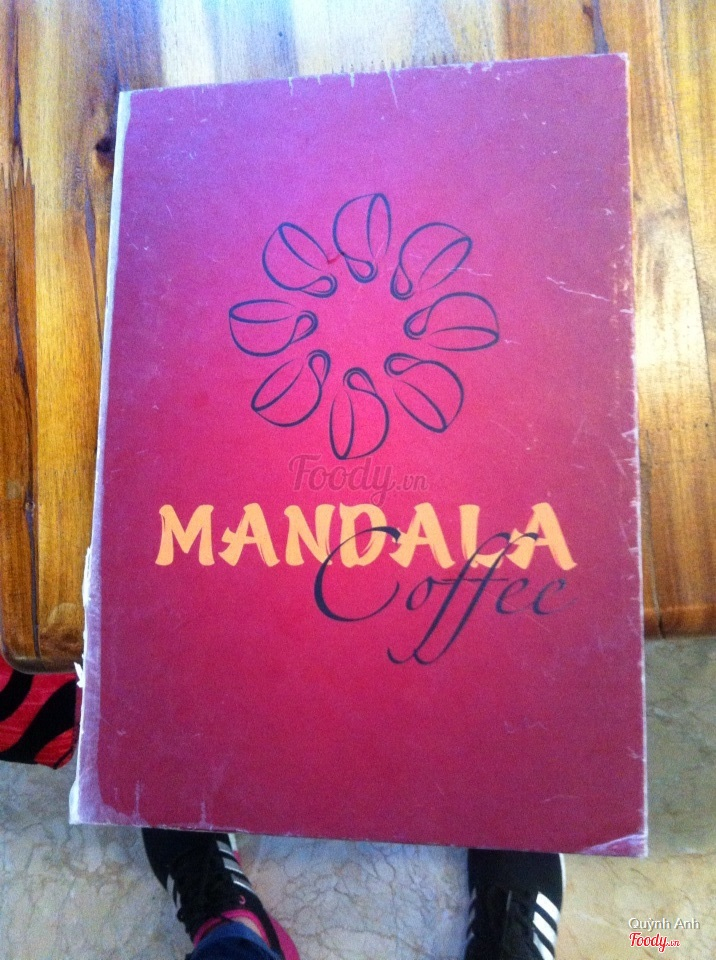 Foody.vn
MANDALA
Coffee
Quỳnh Anh
Foody.vn